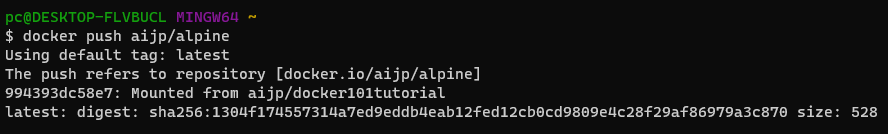 pc@DESKTOP-FLVBUCL MINGW64 ~
$ docker push aijp/alpine
Using default tag: latest
The push refers to repository [docker.io/aijp/alpine]
994393dc58e7: Mounted from aijp/docker101tutorial
latest: digest: sha256:1304f174557314a7ed9eddb4eab12fed12cb0cd9809e4c28f29af86979a3c870 size: 528